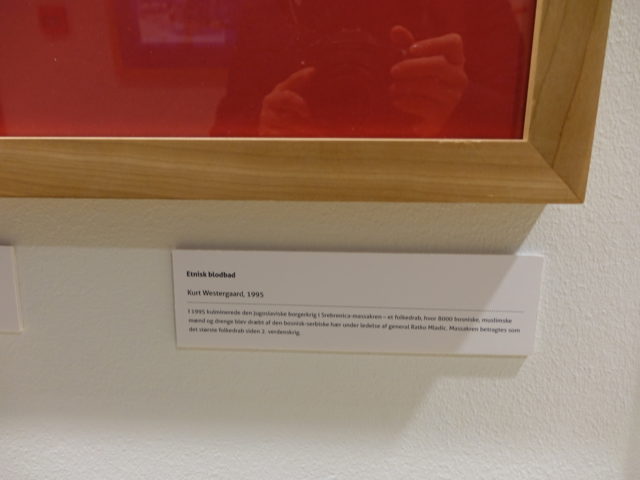 Etnisk blodbad
Kurt Westergaard, 1995
I 1995 kulminerede den jugoslaviske borgerkrig i Srebrenica-massakren – et folkedrab, hvor 8000 bosniske, muslimske
mænd og drenge blev dræbt af den bosnisk-serbiske hær under ledelse af general Ratko Mladic. Massakren betragtes som
det største folkedrab siden 2. verdenskrig.